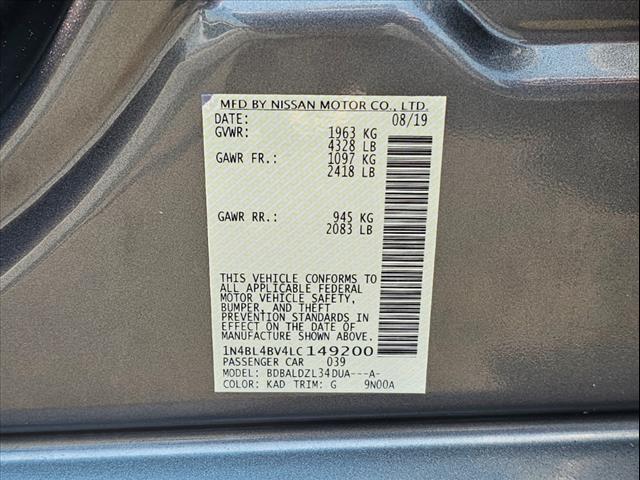 MFD BY NISSAN MOTOR CO., LTD.
DATE: 08/19
GVWR: 1963 KG
4328 LB
GAWR FR.: 1097 KG
2418 LB
GAWR RR.: 945 KG
2083 LB
THIS VEHICLE CONFORMS TO
ALL APPLICABLE FEDERAL
MOTOR VEHICLE SAFETY,
BUMPER, AND THEFT
PREVENTION STANDARDS IN
EFFECT ON THE DATE OF
MANUFACTURE SHOWN ABOVE.
1N4BL4BV4LC149200
PASSENGER CAR 039
MODEL: BDBALDZL34DUA---A-
COLOR: KAD TRIM: G 9N00A